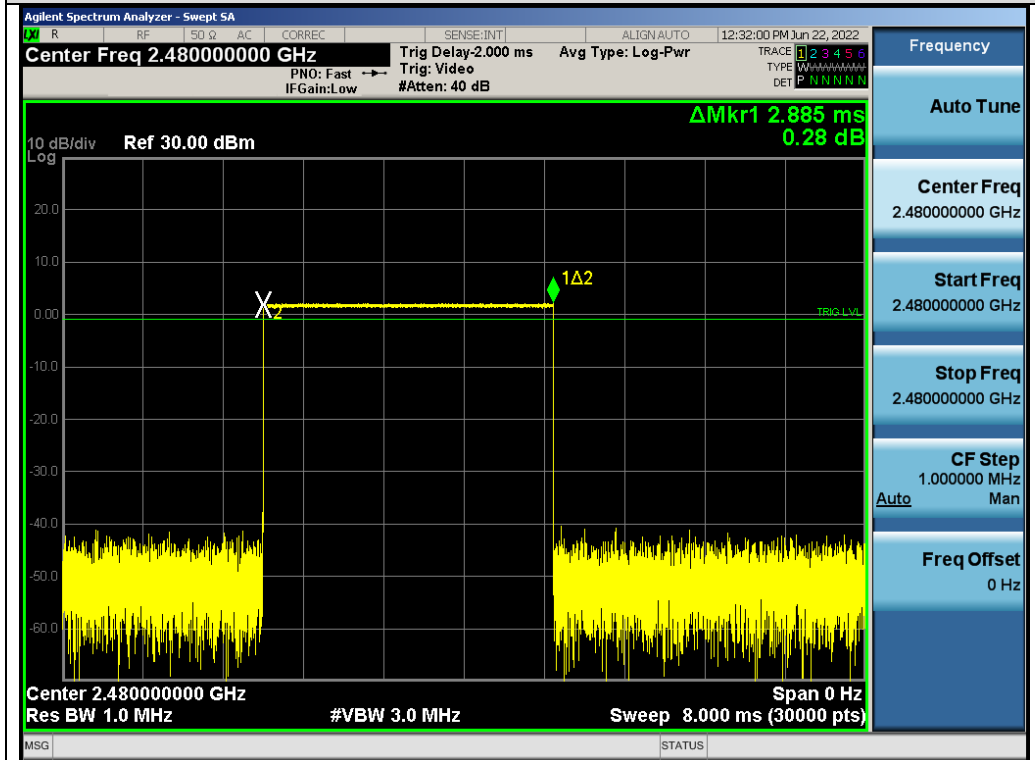 Agilent Spectrum Analyzer - Swept SA
LXI R RF 50 Ω AC CORREC SENSE:INT ALIGN AUTO 12:32:00 PM Jun 22, 2022
Center Freq 2.480000000 GHz Trig Delay-2.000 ms Avg Type: Log-Pwr TRACE 1 2 3 4 5 6
PNO: Fast Trig: Video TYPE WWWWWW
IFGain:Low #Atten: 40 dB DET P N N N N N
Frequency
ΔMkr1 2.885 ms
0.28 dB
10 dB/div Ref 30.00 dBm
Log
20.0
10.0
1Δ2
0.00
2
TRIG LVL
-10.0
-20.0
-30.0
-40.0
-50.0
-60.0
Center 2.480000000 GHz Span 0 Hz
Res BW 1.0 MHz #VBW 3.0 MHz Sweep 8.000 ms (30000 pts)
MSG STATUS
Auto Tune
Center Freq
2.480000000 GHz
Start Freq
2.480000000 GHz
Stop Freq
2.480000000 GHz
CF Step
1.000000 MHz
Auto Man
Freq Offset
0 Hz